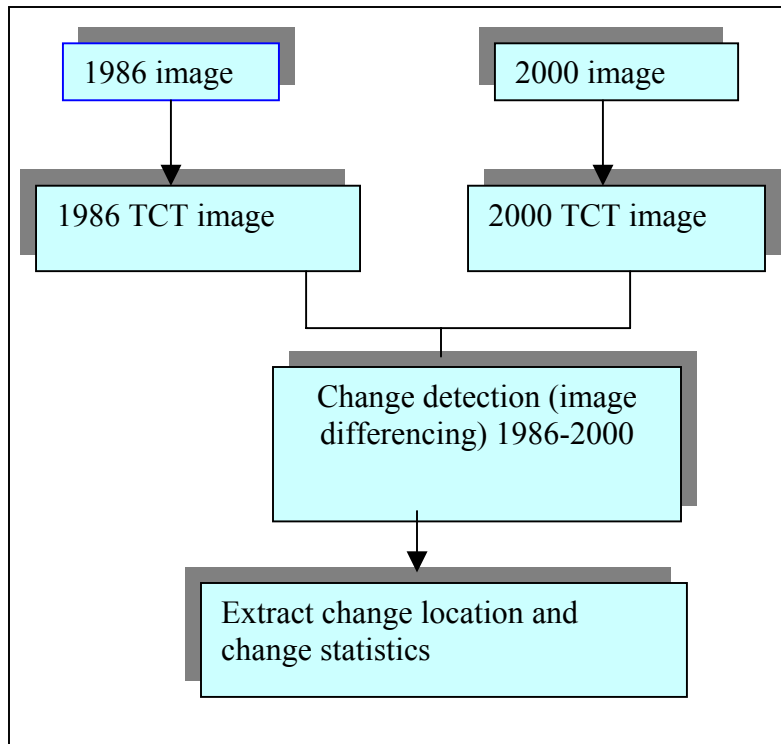 1986 image
2000 image
1986 TCT image
2000 TCT image
Change detection (image
differencing) 1986-2000
Extract change location and
change statistics